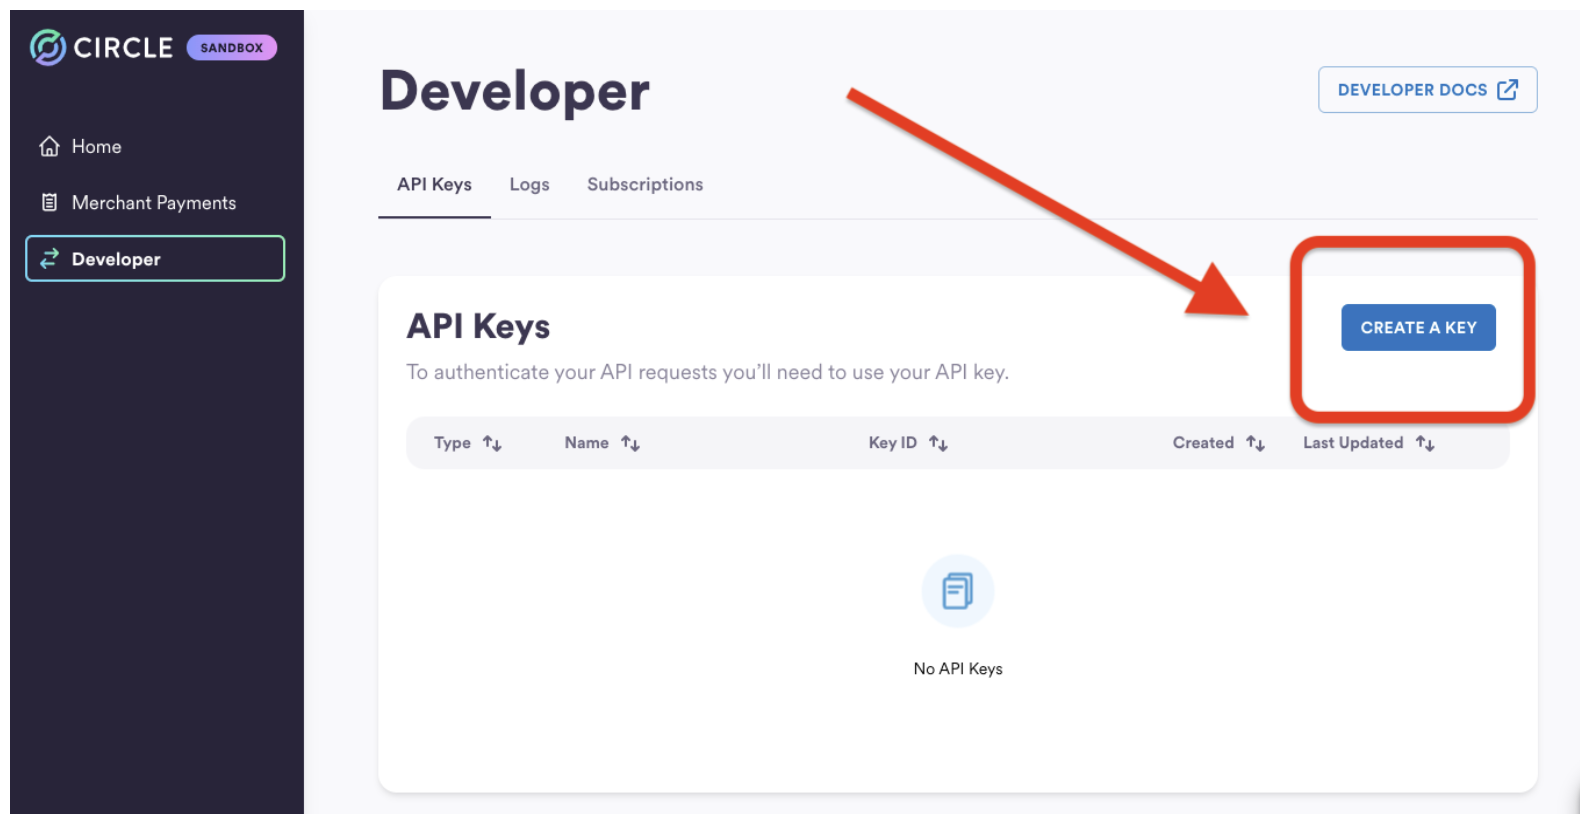 CIRCLE SANDBOX
Home
Merchant Payments
Developer
Developer
DEVELOPER DOCS
API Keys Logs Subscriptions
API Keys
CREATE A KEY
To authenticate your API requests you’ll need to use your API key.
Type Name Key ID Created Last Updated
No API Keys